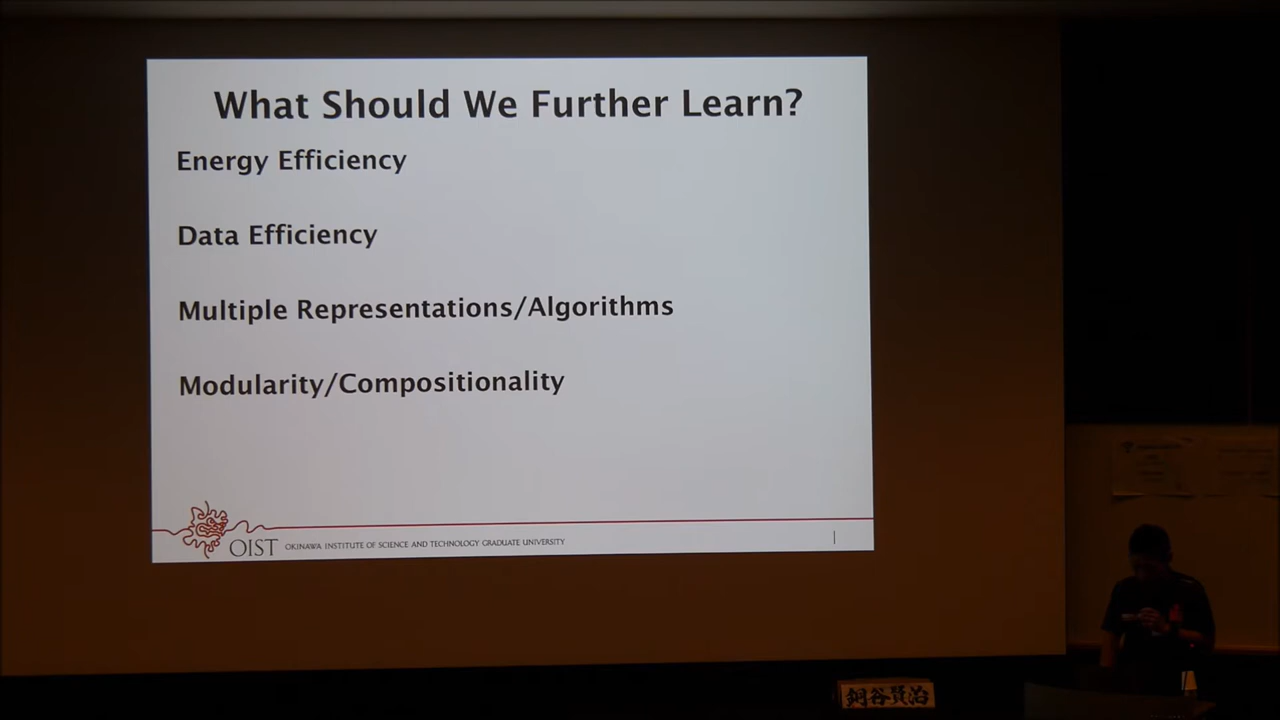 What Should We Further Learn?
Energy Efficiency
Data Efficiency
Multiple Representations/Algorithms
Modularity/Compositionality
OIST OKINAWA INSTITUTE OF SCIENCE AND TECHNOLOGY GRADUATE UNIVERSITY
銅谷賢治